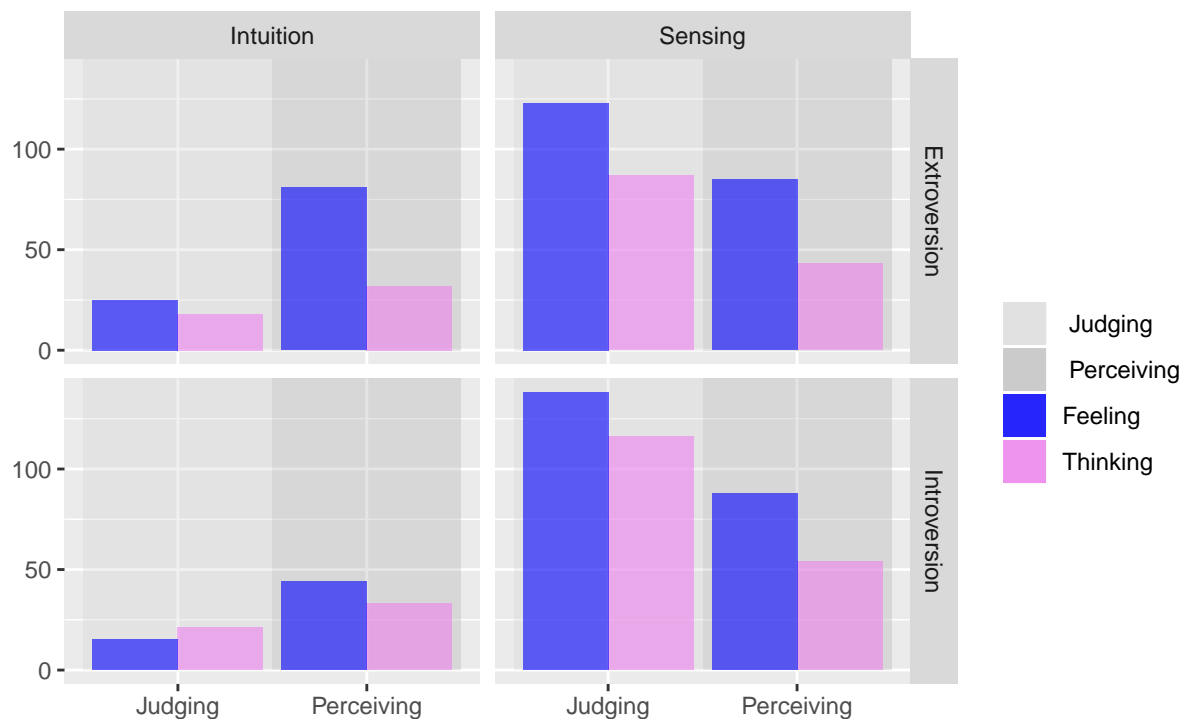 Intuition Sensing
100
50
0
Extroversion
100
50
0
Introversion
Judging Perceiving Judging Perceiving
Judging
Perceiving
Feeling
Thinking